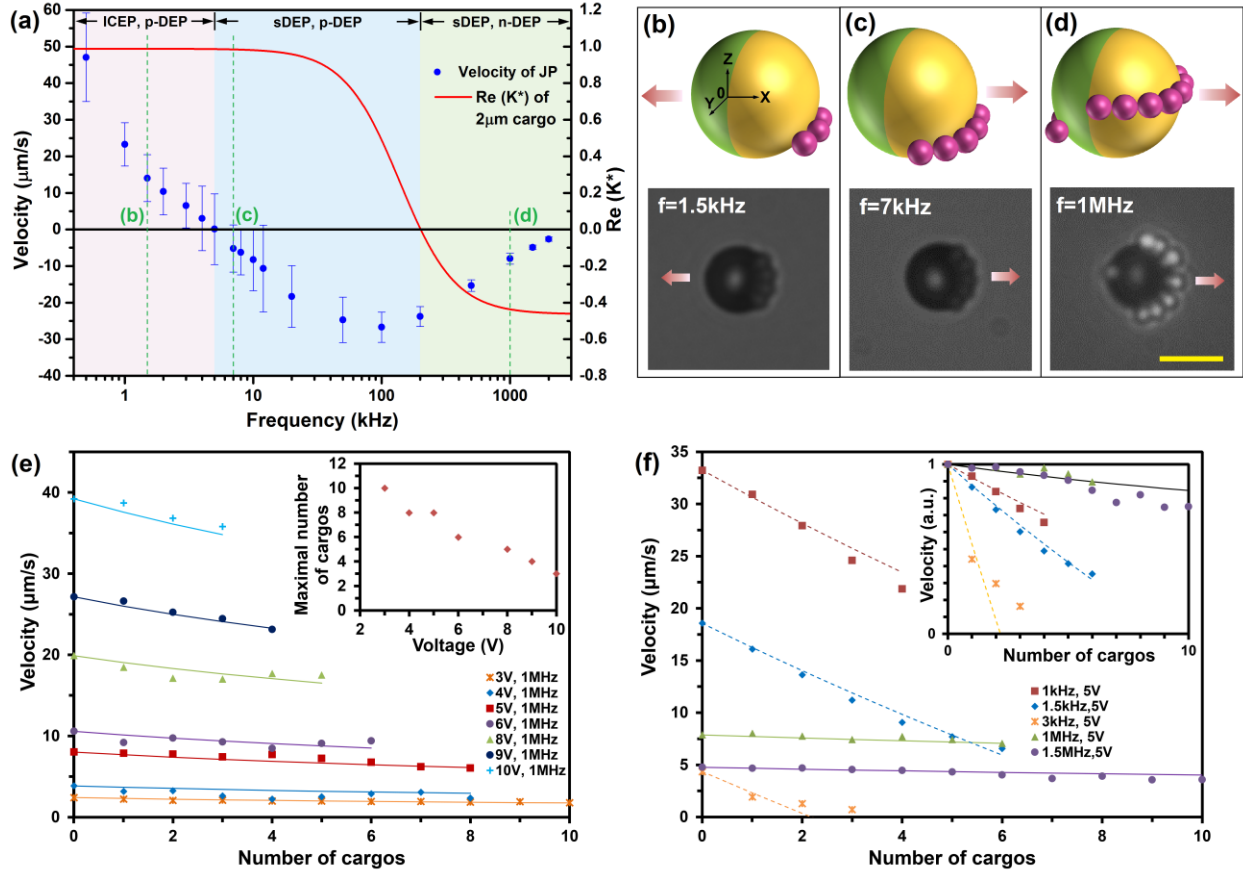 (a)
ICEP, p-DEP
sDEP, p-DEP
sDEP, n-DEP
60
50
40
30
20
10
0
-10
-20
-30
-40
Velocity (μm/s)
1.2
1.0
0.8
0.6
0.4
0.2
0.0
-0.2
-0.4
-0.6
-0.8
Re (K*)
Velocity of JP
Re (K*) of
2μm cargo
(b)
(c)
(d)
1
10
100
1000
Frequency (kHz)
(b)
Z
0
Y
X
f=1.5kHz
(c)
f=7kHz
(d)
f=1MHz
(e)
40
30
20
10
0
Velocity (μm/s)
0
2
4
6
8
10
Number of cargos
12
10
8
6
4
2
0
Maximal number
of cargos
2
4
6
8
10
Voltage (V)
3V, 1MHz
4V, 1MHz
5V, 1MHz
6V, 1MHz
8V, 1MHz
9V, 1MHz
10V, 1MHz
(f)
35
30
25
20
15
10
5
0
Velocity (μm/s)
0
2
4
6
8
10
Number of cargos
1
0
Velocity (a.u.)
0
10
Number of cargos
1kHz, 5V
1.5kHz,5V
3kHz, 5V
1MHz, 5V
1.5MHz,5V